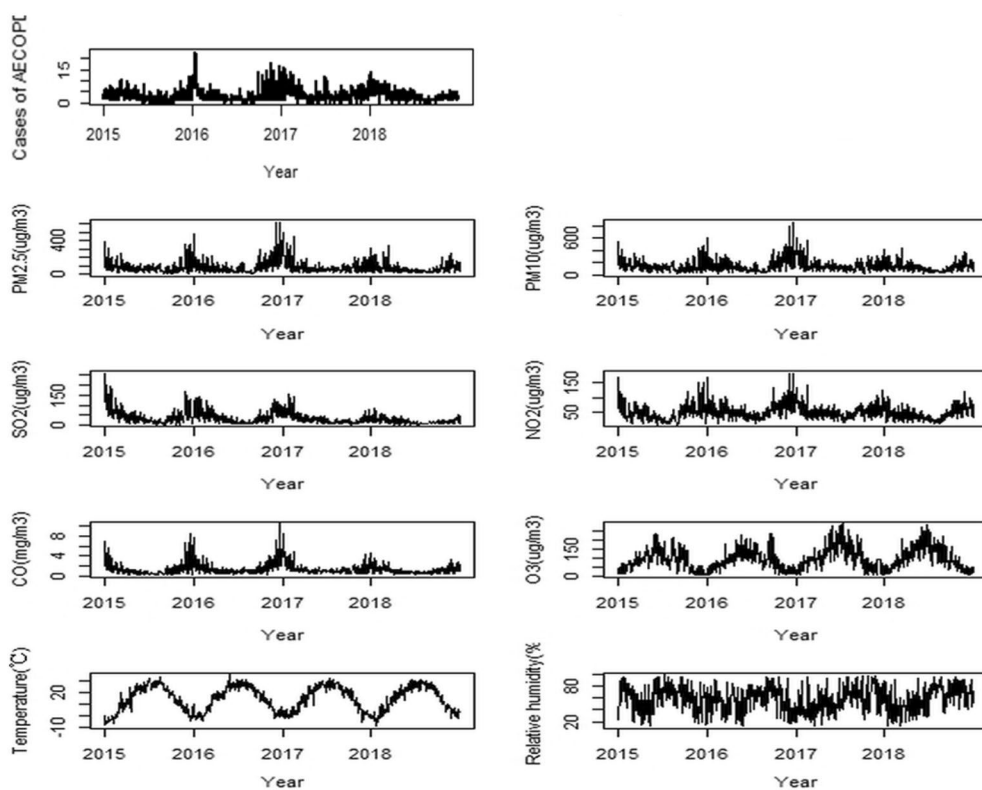 Cases of AECOPD
15
0
2015 2016 2017 2018
Year
PM2.5(ug/m3)
400
0
2015 2016 2017 2018
Year
PM10(ug/m3)
600
0
2015 2016 2017 2018
Year
SO2(ug/m3)
150
0
2015 2016 2017 2018
Year
NO2(ug/m3)
150
50
2015 2016 2017 2018
Year
CO(mg/m3)
8
4
0
2015 2016 2017 2018
Year
O3(ug/m3)
150
0
2015 2016 2017 2018
Year
Temperature(℃)
20
-10
2015 2016 2017 2018
Year
Relative humidity(%
80
20
2015 2016 2017 2018
Year